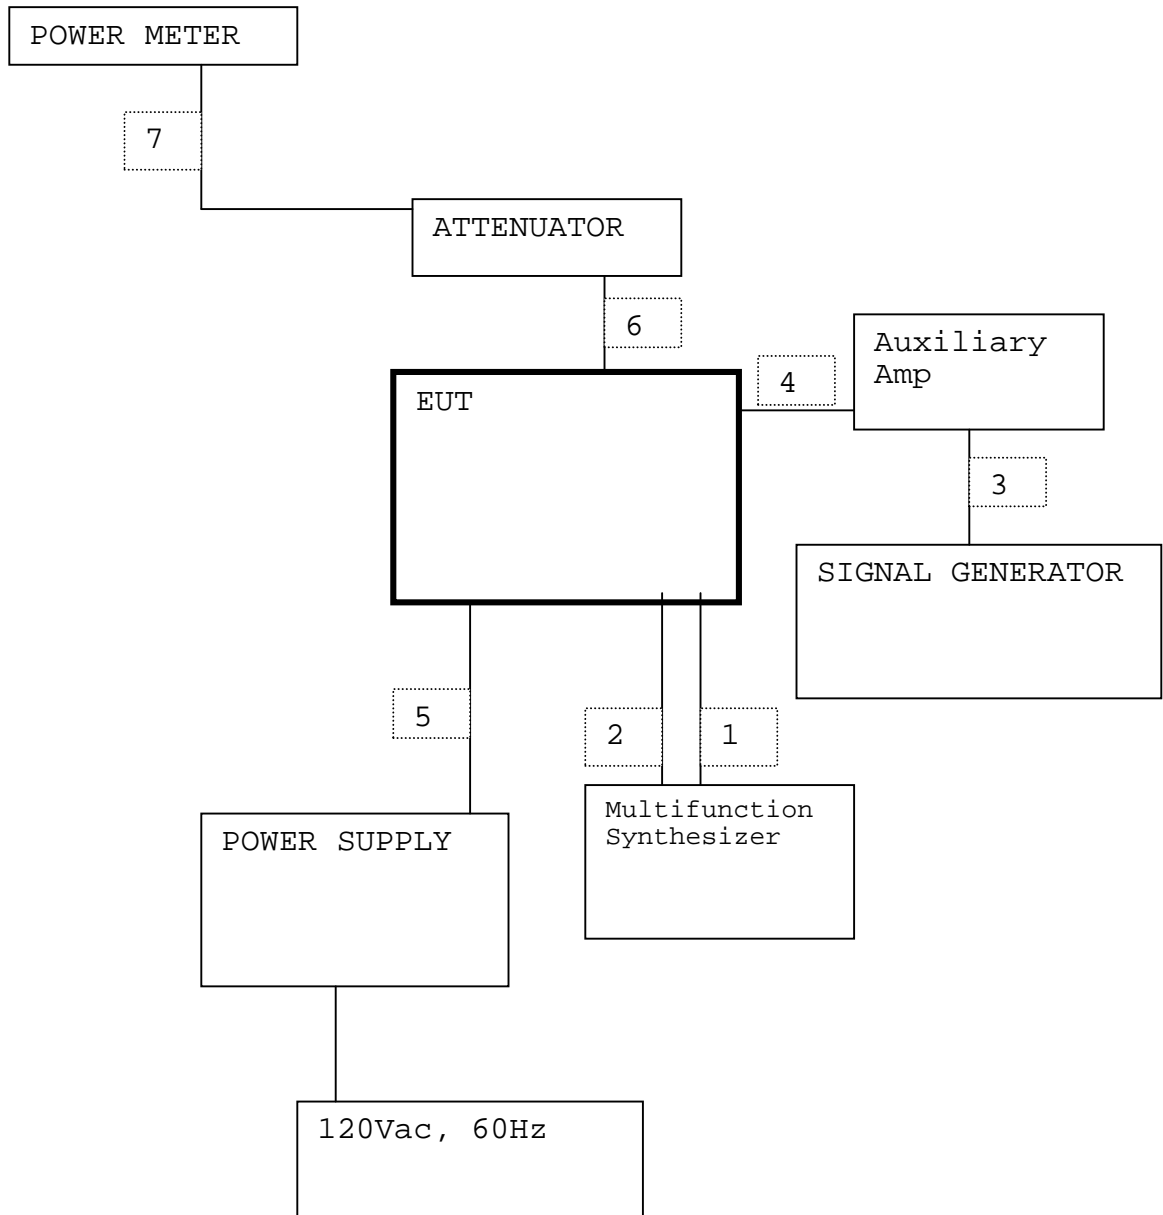 POWER METER
7
ATTENUATOR
6
Auxiliary
Amp
4
EUT
3
SIGNAL GENERATOR
5
2
1
Multifunction
Synthesizer
POWER SUPPLY
120Vac, 60Hz